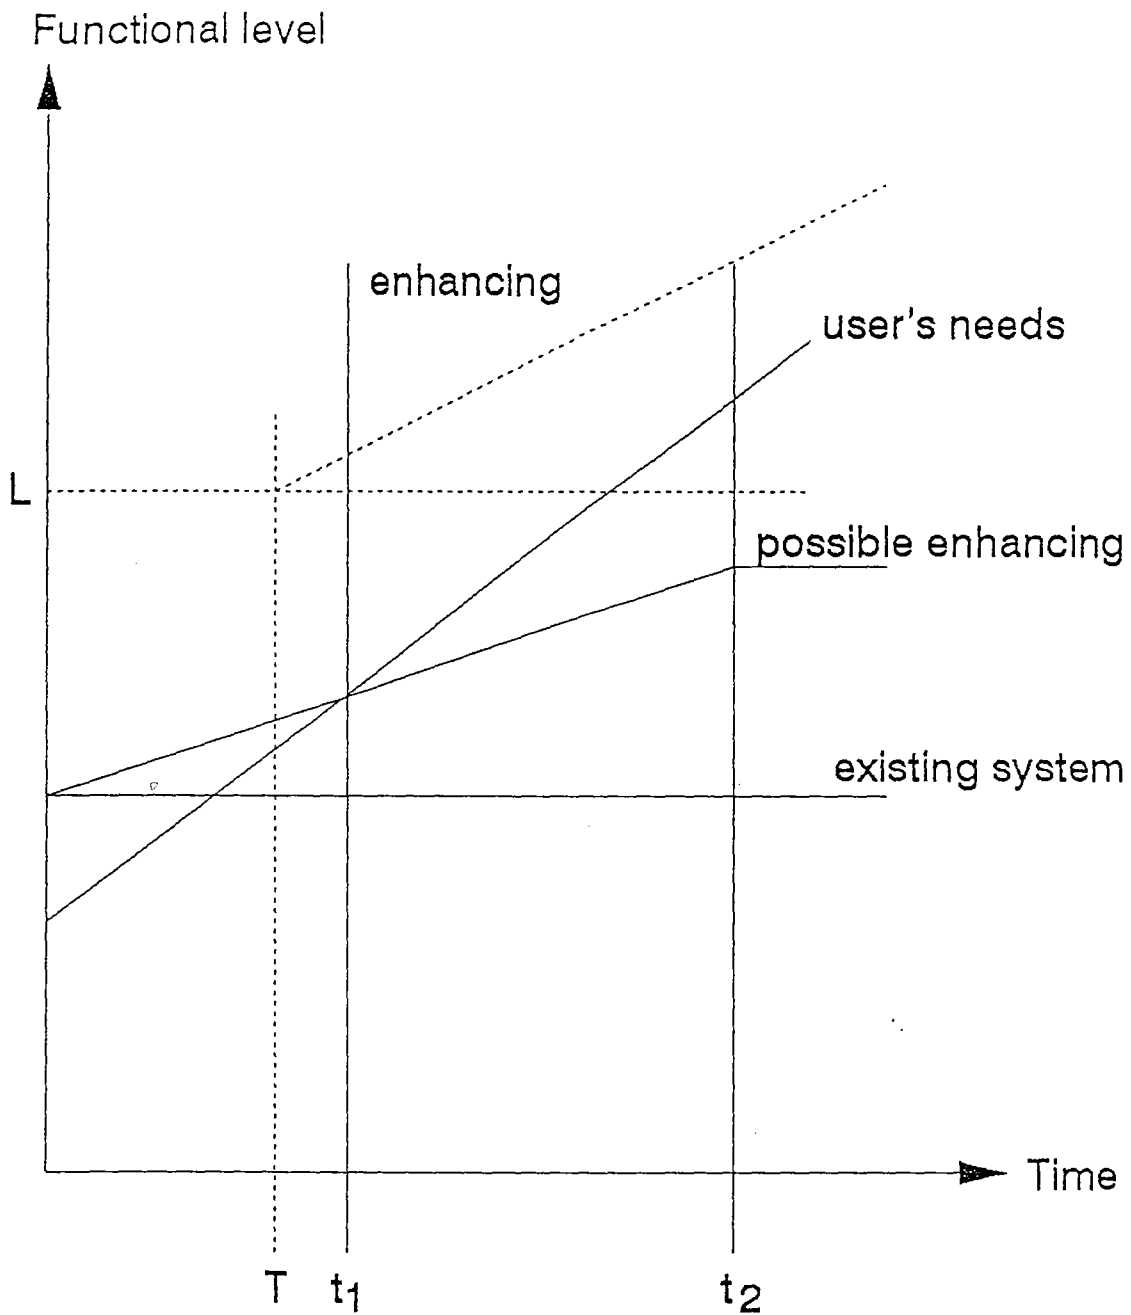 Functional level
enhancing
user's needs
L
possible enhancing
existing system
Time
T t1 t2